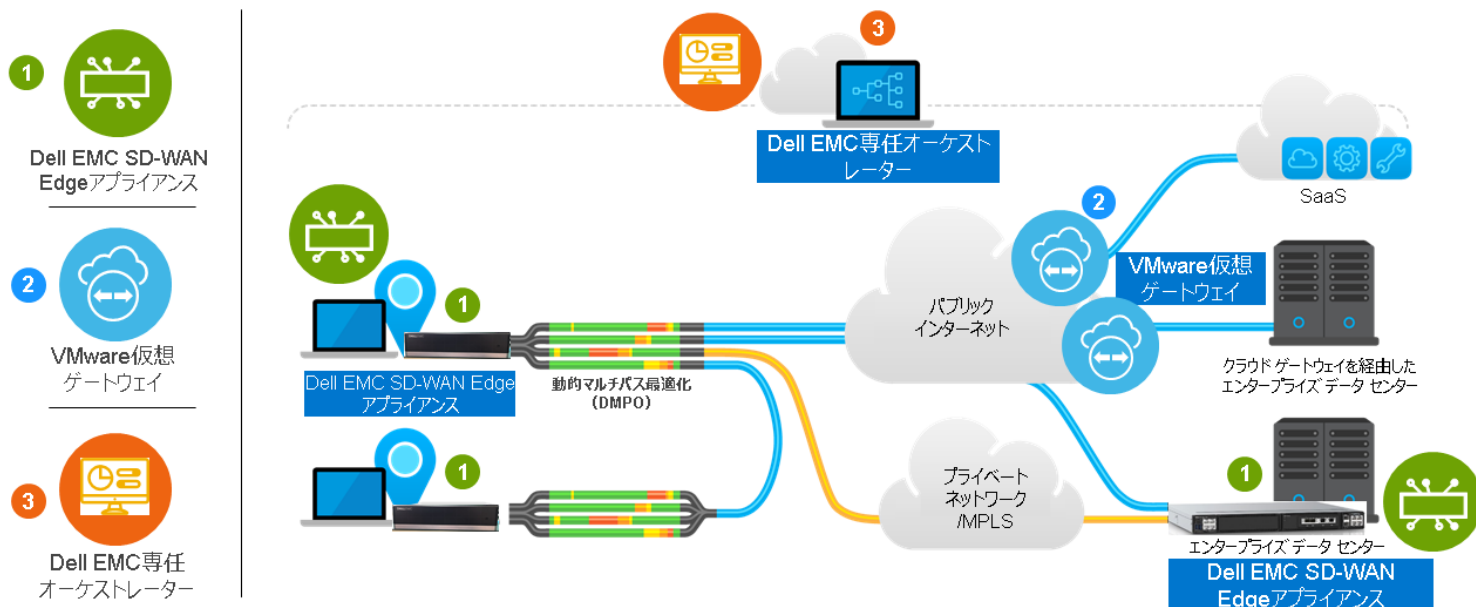 1
Dell EMC SD-WAN
Edgeアプライアンス
2
VMware仮想
ゲートウェイ
3
Dell EMC専任
オーケストレーター
3
Dell EMC専任オーケスト
レーター
SaaS
2
VMware仮想
ゲートウェイ
パブリック
インターネット
1
Dell EMC SD-WAN Edge
アプライアンス
動的マルチパス最適化
(DMPO)
クラウド ゲートウェイを経由した
エンタープライズ データ センター
1
プライベート
ネットワーク
/MPLS
1
エンタープライズ データ センター
Dell EMC SD-WAN
Edgeアプライアンス